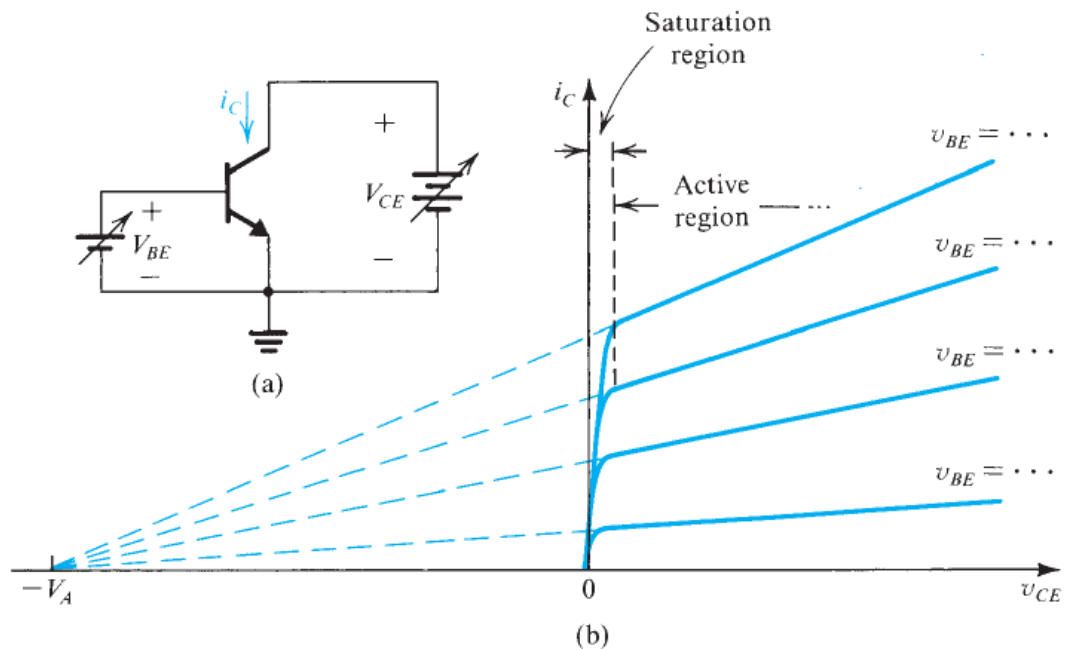 Saturation
region
i_C
+
V_CE
−
+
V_BE
−
(a)
i_C
v_BE = · · ·
Active
region
v_BE = · · ·
v_BE = · · ·
v_BE = · · ·
−V_A
0
v_CE
(b)